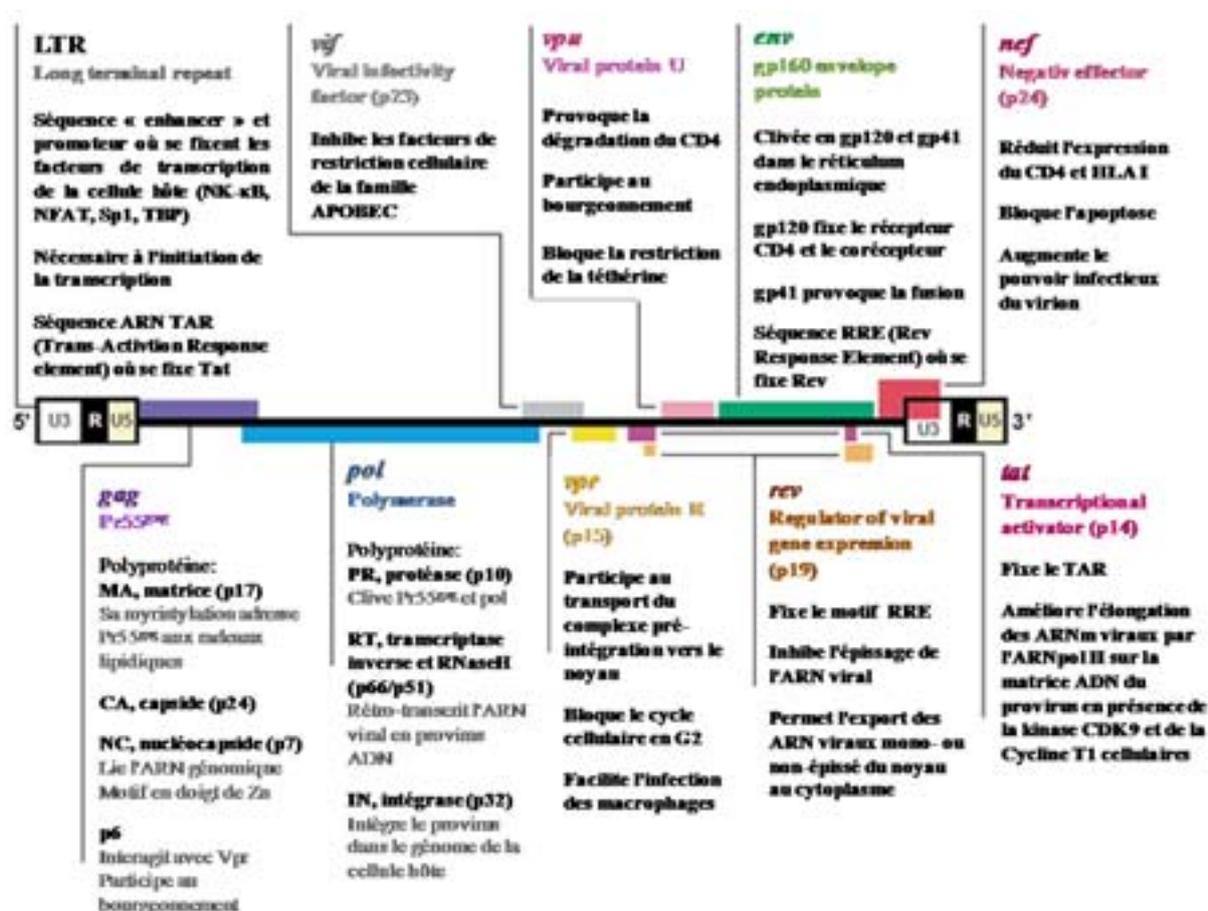 LTR
Long terminal repeat
Séquence « enhancer » et
promoteur où se fixent les
facteurs de transcription
de la cellule hôte (NK-κB,
NFAT, Sp1, TBP)
Nécessaire à l'initiation de
la transcription
Séquence ARN TAR
(Trans-Activtion Response
element) où se fixe Tat
vif
Viral infectivity
factor (p23)
Inhibe les facteurs de
restriction cellulaire
de la famille
APOBEC
vpu
Viral protein U
Provoque la
dégradation du CD4
Participe au
bourgeonnement
Bloque la restriction
de la téthérine
env
gp160 envelope
protein
Clivée en gp120 et gp41
dans le réticulum
endoplasmique
gp120 fixe le récepteur
CD4 et le corécepteur
gp41 provoque la fusion
Séquence RRE (Rev
Response Element) où se
fixe Rev
nef
Negativ effector
(p24)
Réduit l'expression
du CD4 et HLA I
Bloque l'apoptose
Augmente le
pouvoir infectieux
du virion
5' U3 R U5 U3 R U5 3'
gag
Pr55gag
Polyprotéine:
MA, matrice (p17)
Sa myristylation adresse
Pr55gag aux radeaux
lipidiques
CA, capside (p24)
NC, nucléocapside (p7)
Lie l'ARN génomique
Motif en doigt de Zn
p6
Interagit avec Vpr
Participe au
bourgeonnement
pol
Polymerase
Polyprotéine:
PR, protéase (p10)
Clive Pr55gag et pol
RT, transcriptase
inverse et RNaseH
(p66/p51)
Rétro-transcrit l'ARN
viral en provirus
ADN
IN, intégrase (p32)
Intègre le provirus
dans le génome de la
cellule hôte
vpr
Viral protein R
(p15)
Participe au
transport du
complexe pré-
intégration vers le
noyau
Bloque le cycle
cellulaire en G2
Facilite l'infection
des macrophages
rev
Regulator of viral
gene expression
(p19)
Fixe le motif RRE
Inhibe l'épissage de
l'ARN viral
Permet l'export des
ARN viraux mono- ou
non-épissé du noyau
au cytoplasme
tat
Transcriptional
activator (p14)
Fixe le TAR
Améliore l'élongation
des ARNm viraux par
l'ARNpol II sur la
matrice ADN du
provirus en présence de
la kinase CDK9 et de la
Cycline T1 cellulaires